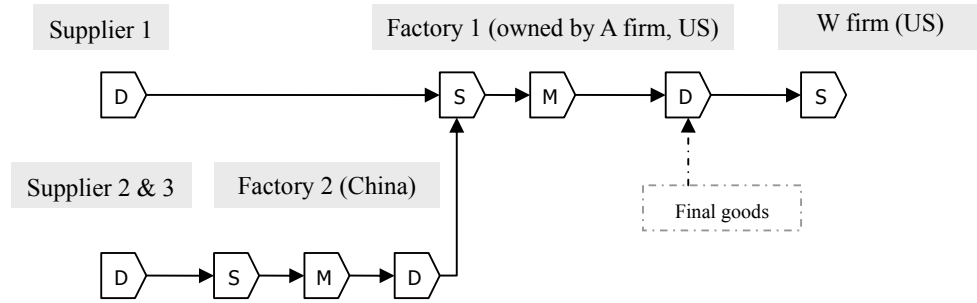 Supplier 1
Factory 1 (owned by A firm, US)
W firm (US)
D
S
M
D
S
Supplier 2 & 3
Factory 2 (China)
Final goods
D
S
M
D